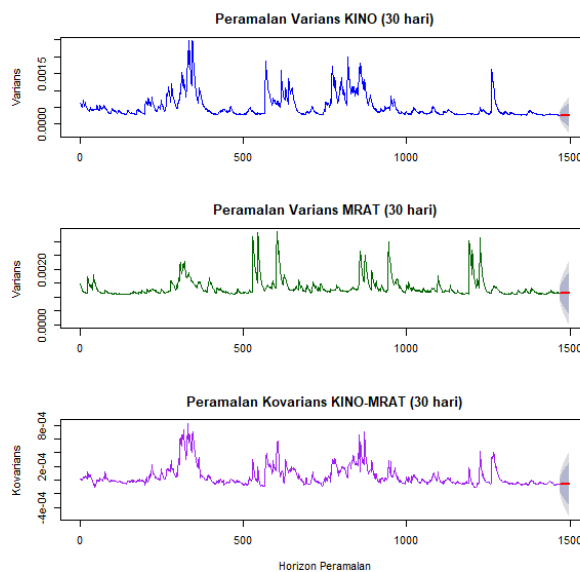 Peramalan Varians KINO (30 hari)
Varians
0.0015
0.0000
0
500
1000
1500
Peramalan Varians MRAT (30 hari)
Varians
0.0020
0.0000
0
500
1000
1500
Peramalan Kovarians KINO-MRAT (30 hari)
Kovarians
8e-04
2e-04
-4e-04
0
500
1000
1500
Horizon Peramalan